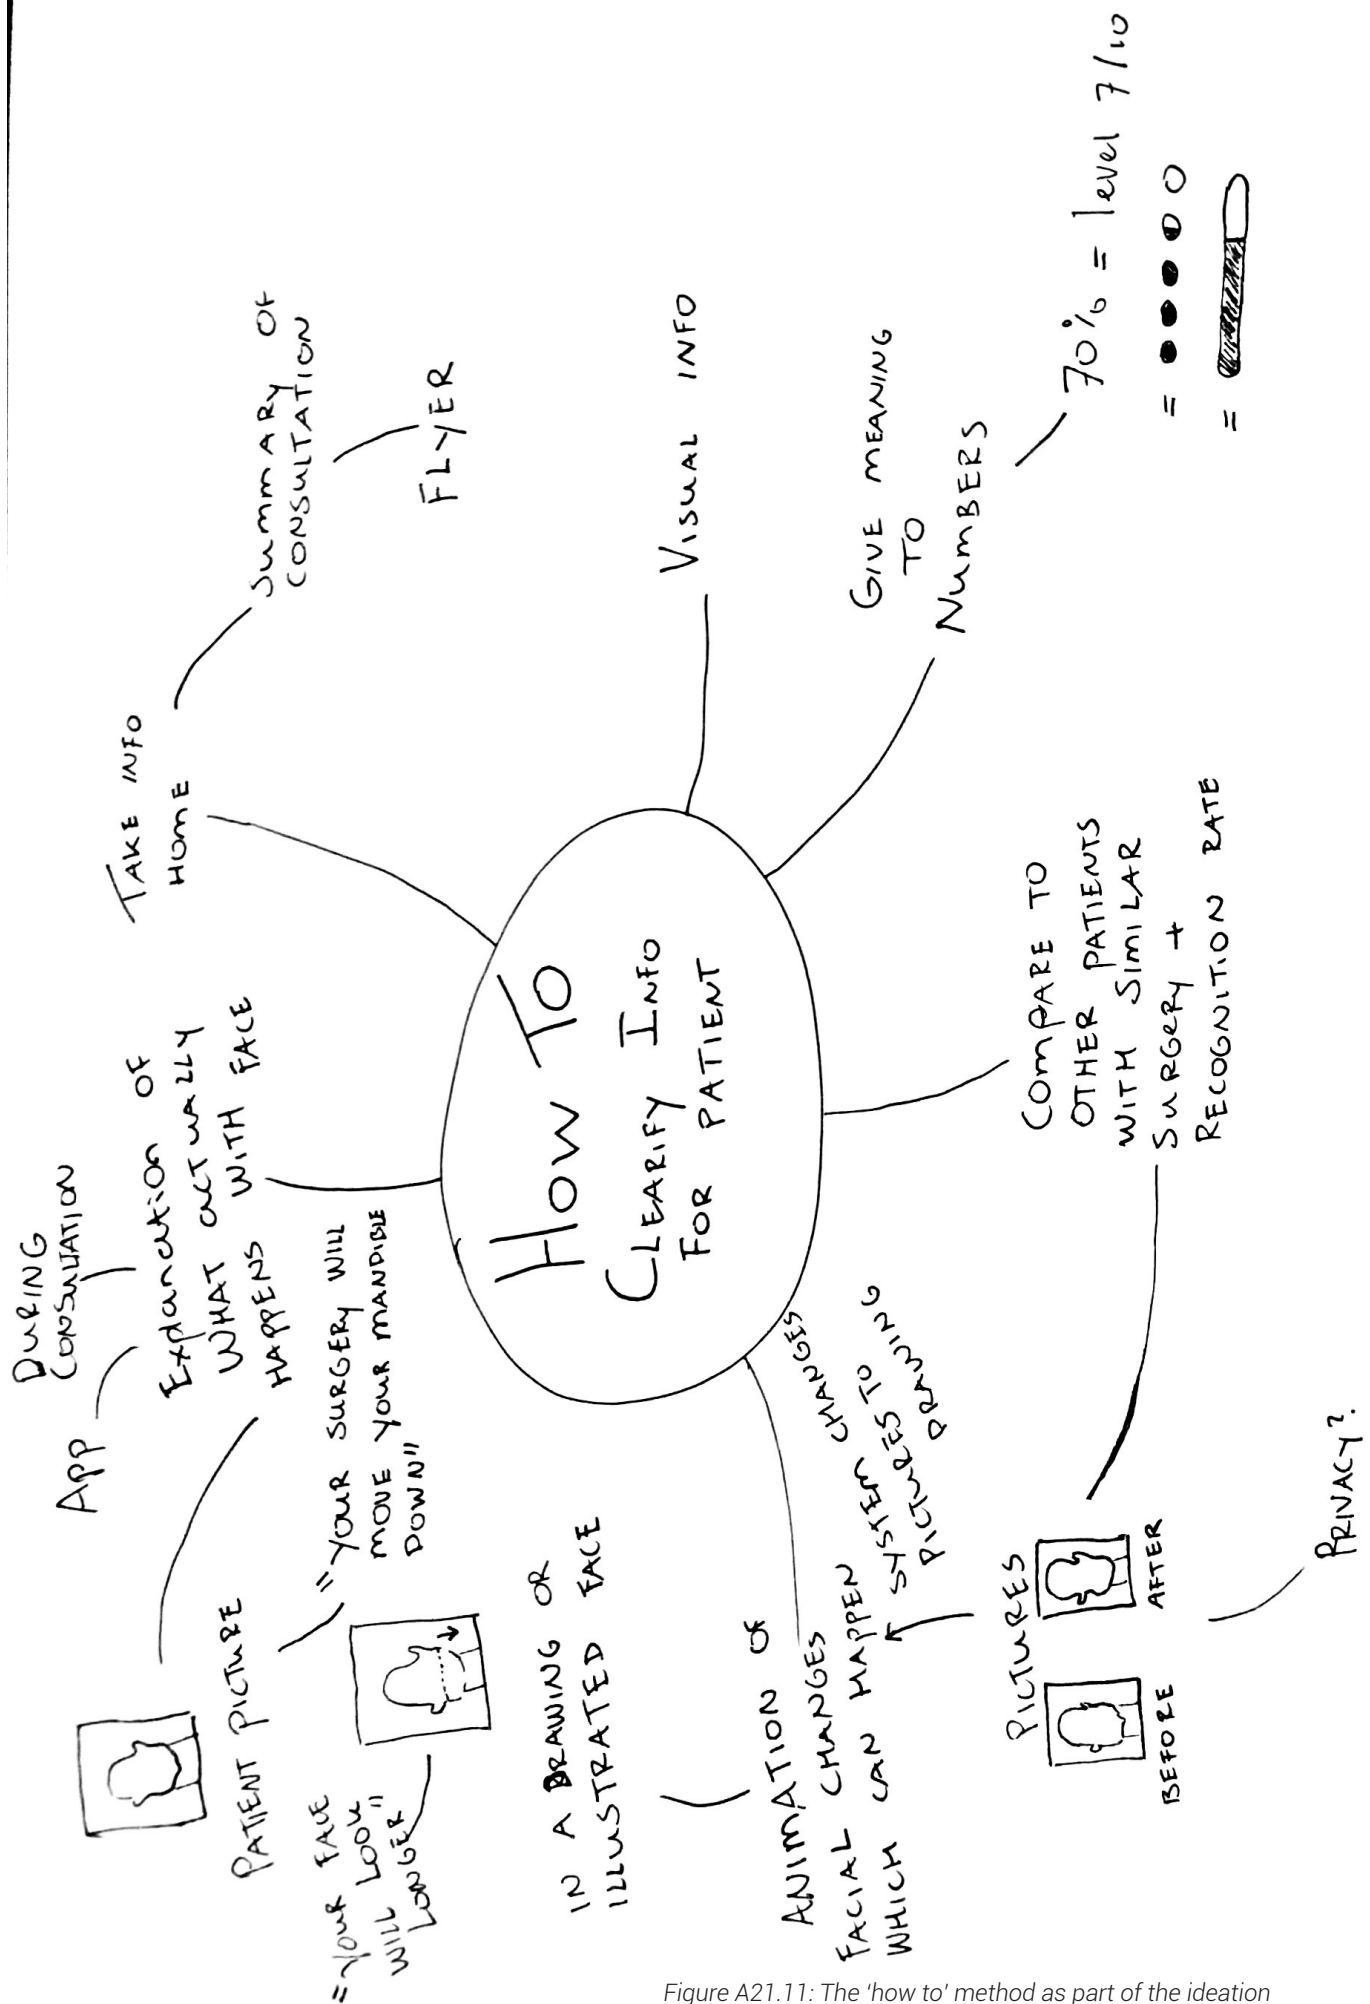 How To
CLEARIFY INFO
FOR PATIENT
TAKE INFO
HOME
SUMMARY OF
CONSULTATION
FLYER
VISUAL INFO
GIVE MEANING
TO
NUMBERS
70% = level 7/10
=
=
COMPARE TO
OTHER PATIENTS
WITH SIMILAR
SURGERY +
RECOGNITION RATE
PICTURES
BEFORE
AFTER
PRIVACY?
SYSTEM CHANGES CHANGES
PICTURES TO
DRAWING
ANIMATION OF
FACIAL CHANGES
WHICH CAN HAPPEN
IN A DRAWING OR
ILLUSTRATED FACE
DURING
CONSULTATION
APP
Explanation OF
WHAT actually
HAPPENS WITH FACE
PATIENT PICTURE
"YOUR SURGERY WILL
MOVE YOUR MANDIBLE
DOWN"
="YOUR FACE
WILL LOOK
LONGER"
Figure A21.11: The 'how to' method as part of the ideation